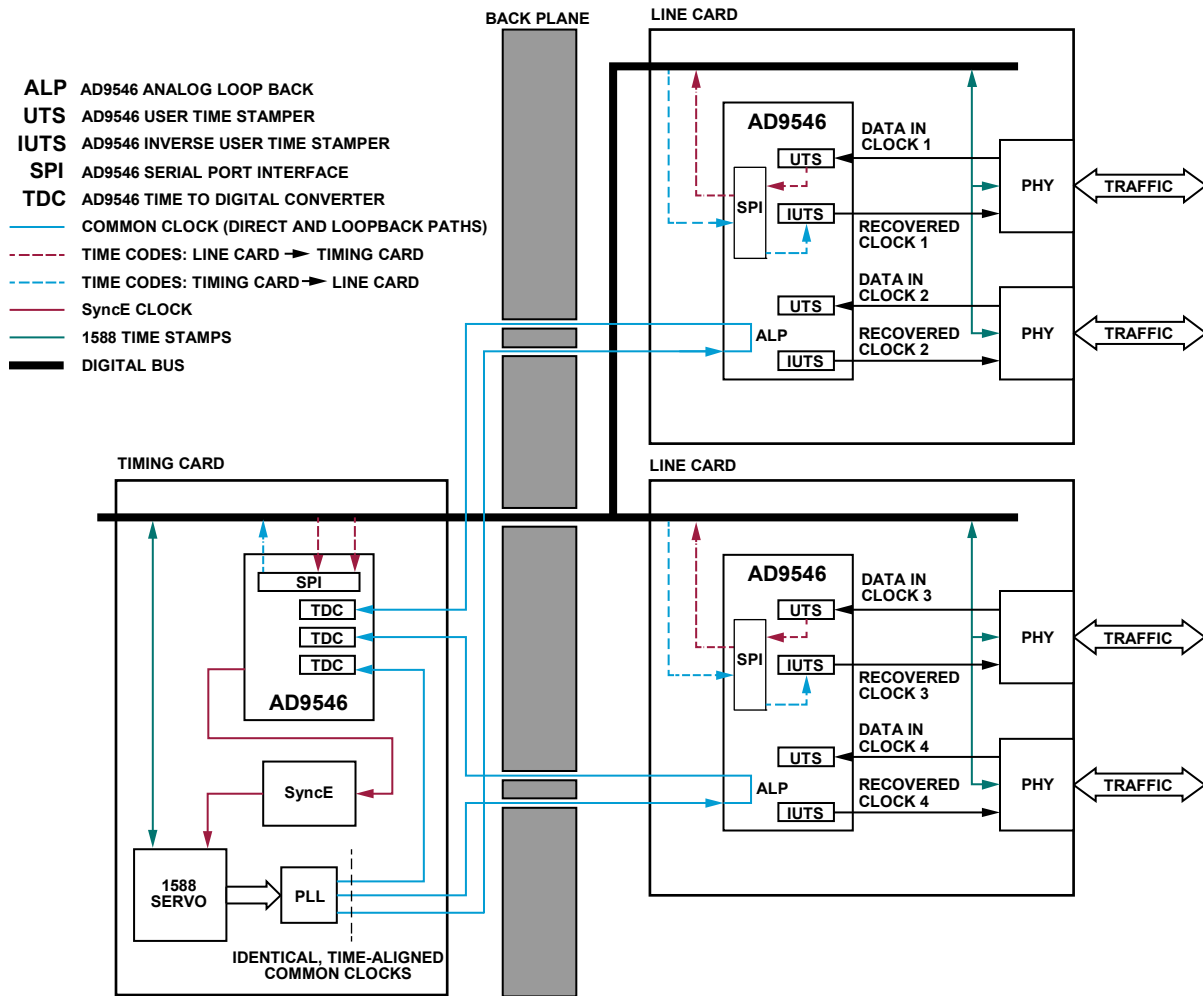 BACK PLANE
LINE CARD
ALP AD9546 ANALOG LOOP BACK
UTS AD9546 USER TIME STAMPER
IUTS AD9546 INVERSE USER TIME STAMPER
SPI AD9546 SERIAL PORT INTERFACE
TDC AD9546 TIME TO DIGITAL CONVERTER
COMMON CLOCK (DIRECT AND LOOPBACK PATHS)
TIME CODES: LINE CARD TIMING CARD
TIME CODES: TIMING CARD LINE CARD
SyncE CLOCK
1588 TIME STAMPS
DIGITAL BUS
AD9546
UTS
SPI
IUTS
DATA IN
CLOCK 1
RECOVERED
CLOCK 1
PHY
TRAFFIC
UTS
ALP
IUTS
DATA IN
CLOCK 2
RECOVERED
CLOCK 2
PHY
TRAFFIC
TIMING CARD
SPI
TDC
TDC
TDC
AD9546
SyncE
1588
SERVO
PLL
IDENTICAL, TIME-ALIGNED
COMMON CLOCKS
LINE CARD
AD9546
UTS
SPI
IUTS
DATA IN
CLOCK 3
RECOVERED
CLOCK 3
PHY
TRAFFIC
UTS
ALP
IUTS
DATA IN
CLOCK 4
RECOVERED
CLOCK 4
PHY
TRAFFIC